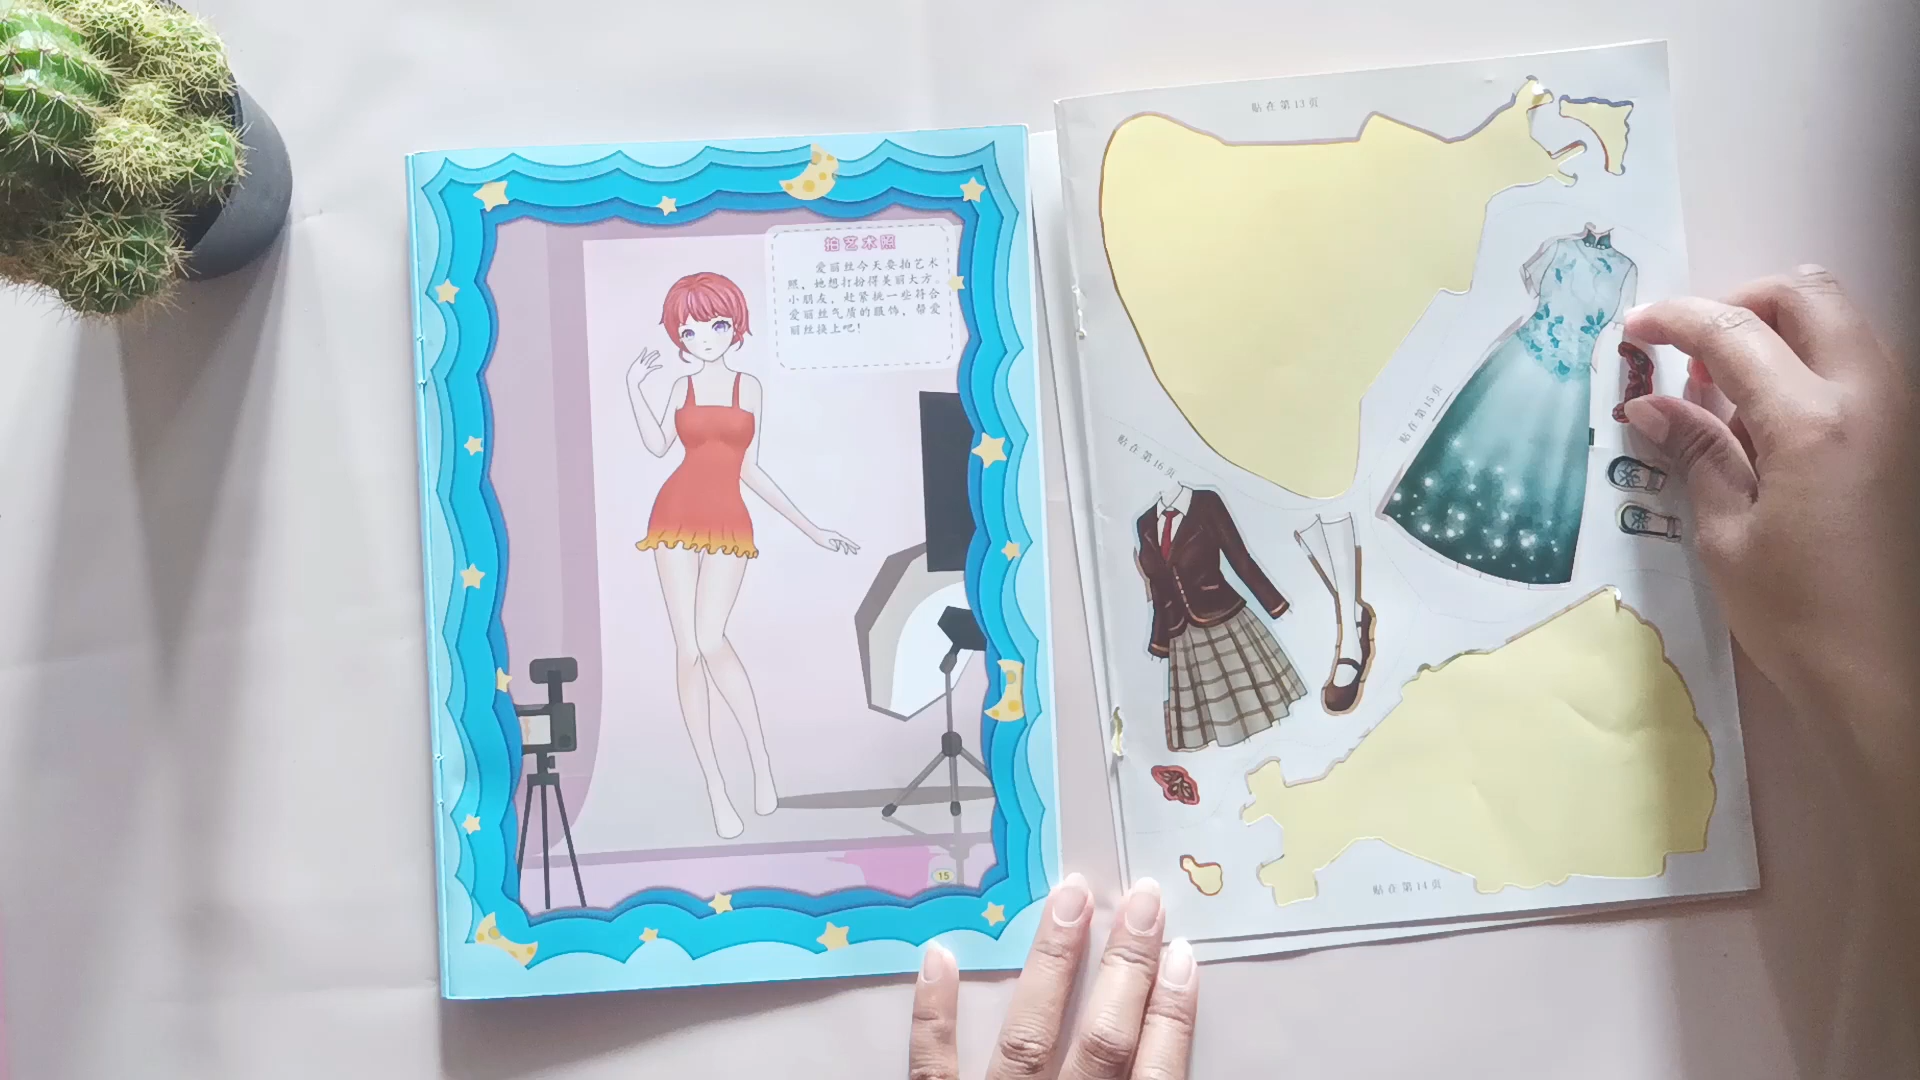 拍艺术照
爱丽丝今天要拍艺术
照，她想打扮得美丽大方。
小朋友，赶紧挑一些符合
爱丽丝气质的服饰，帮爱
丽丝换上吧！
15
贴在第13页
贴在第15页
贴在第16页
贴在第14页